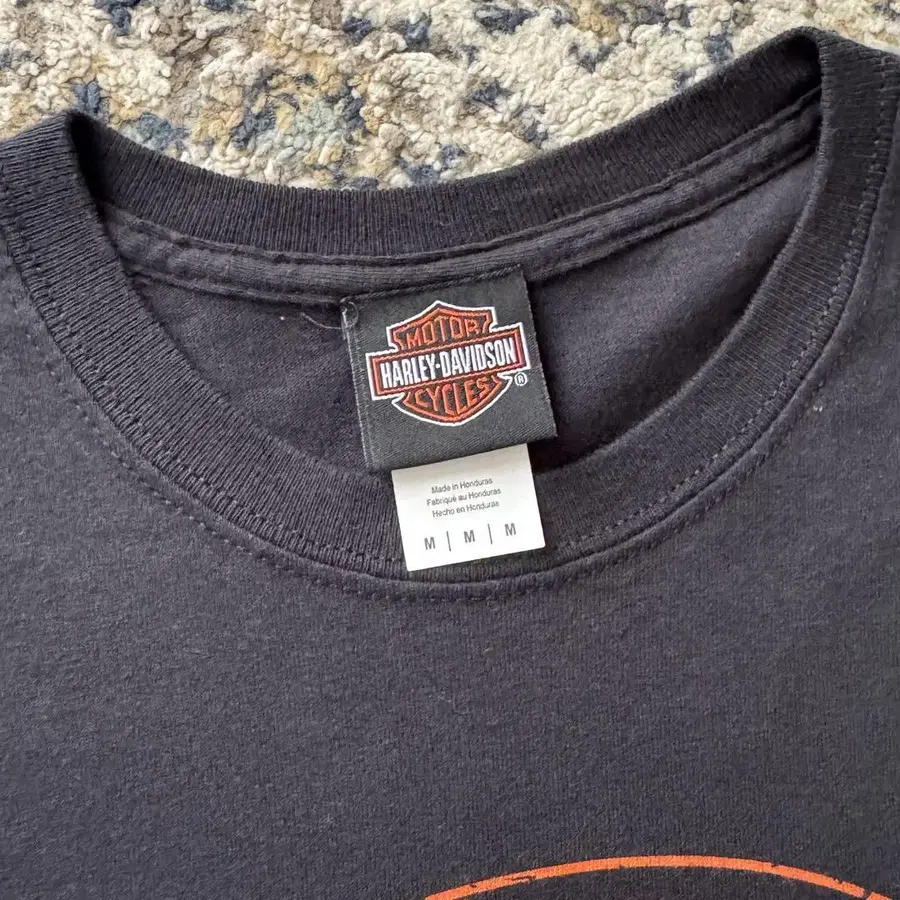 MOTOR
HARLEY-DAVIDSON
CYCLES ®
Made in Honduras
Fabriqué au Honduras
Hecho en Honduras
M | M | M